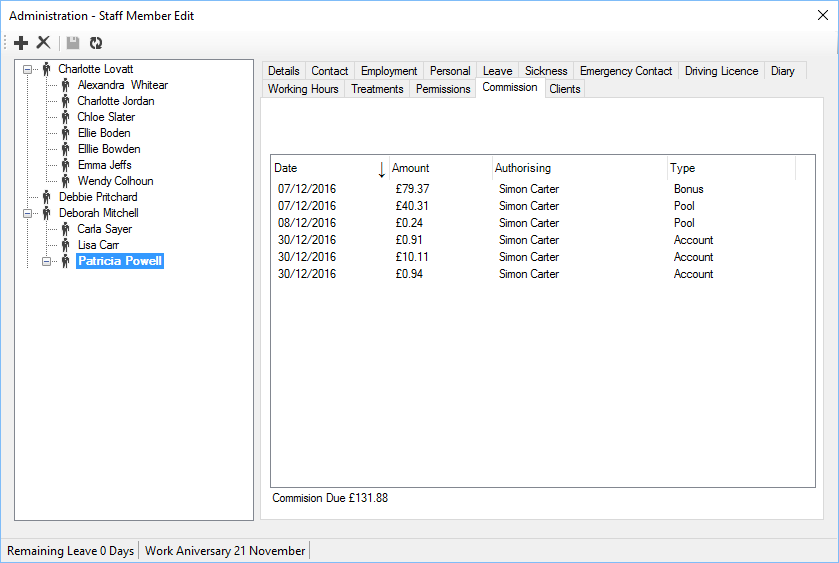 Administration - Staff Member Edit
Charlotte Lovatt
Alexandra Whitear
Charlotte Jordan
Chloe Slater
Ellie Boden
Elllie Bowden
Emma Jeffs
Wendy Colhoun
Debbie Pritchard
Deborah Mitchell
Carla Sayer
Lisa Carr
Patricia Powell
Details Contact Employment Personal Leave Sickness Emergency Contact Driving Licence Diary
Working Hours Treatments Permissions Commission Clients
Date Amount Authorising Type
07/12/2016 £79.37 Simon Carter Bonus
07/12/2016 £40.31 Simon Carter Pool
08/12/2016 £0.24 Simon Carter Pool
30/12/2016 £0.91 Simon Carter Account
30/12/2016 £10.11 Simon Carter Account
30/12/2016 £0.94 Simon Carter Account
Commision Due £131.88
Remaining Leave 0 Days Work Aniversary 21 November